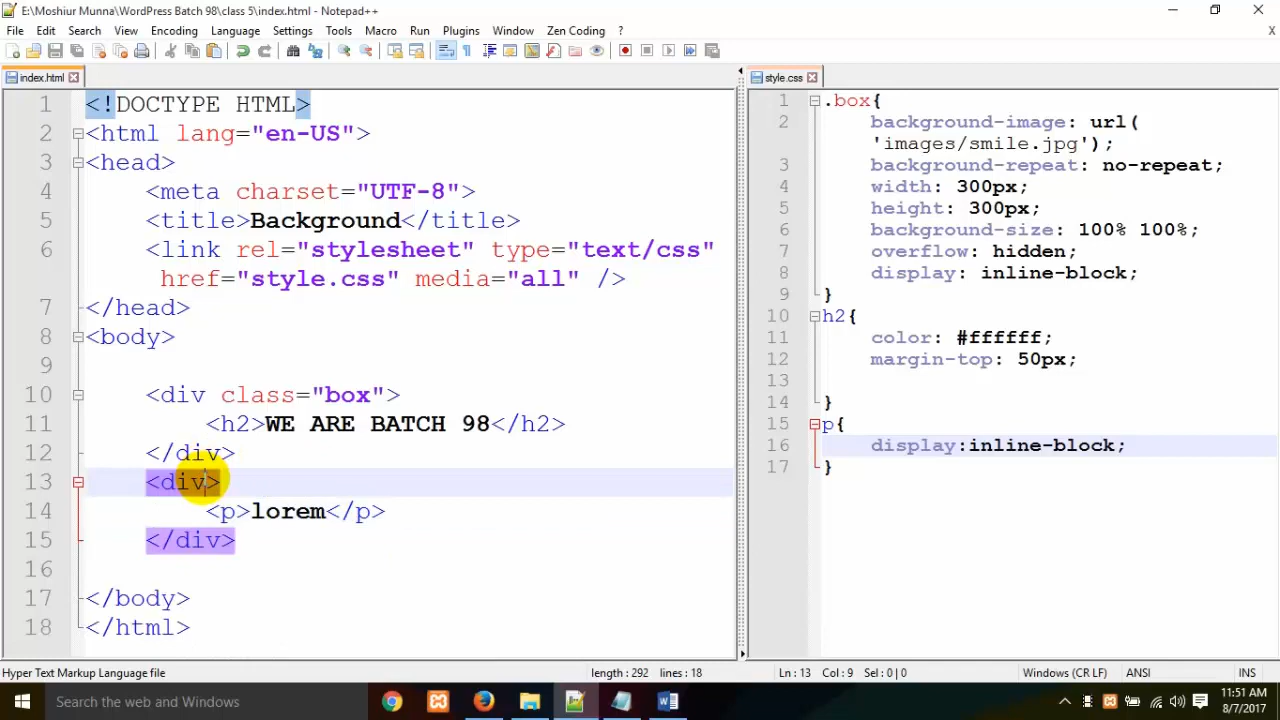 E:\Moshiur Munna\WordPress Batch 98\class 5\index.html - Notepad++
File Edit Search View Encoding Language Settings Tools Macro Run Plugins Window Zen Coding ? X
index.html
1 <!DOCTYPE HTML>
2 <html lang="en-US">
3 <head>
4 <meta charset="UTF-8">
5 <title>Background</title>
6 <link rel="stylesheet" type="text/css"
href="style.css" media="all" />
7 </head>
8 <body>
9
10 <div class="box">
11 <h2>WE ARE BATCH 98</h2>
12 </div>
13 <div>
14 <p>lorem</p>
15 </div>
16
17 </body>
18 </html>
style.css
1 .box{
2 background-image: url(
'images/smile.jpg');
3 background-repeat: no-repeat;
4 width: 300px;
5 height: 300px;
6 background-size: 100% 100%;
7 overflow: hidden;
8 display: inline-block;
9 }
10 h2{
11 color: #ffffff;
12 margin-top: 50px;
13
14 }
15 p{
16 display:inline-block;
17 }
Hyper Text Markup Language file length : 292 lines : 18 Ln : 13 Col : 9 Sel : 0 | 0 Windows (CR LF) ANSI INS
Search the web and Windows
11:51 AM
8/7/2017